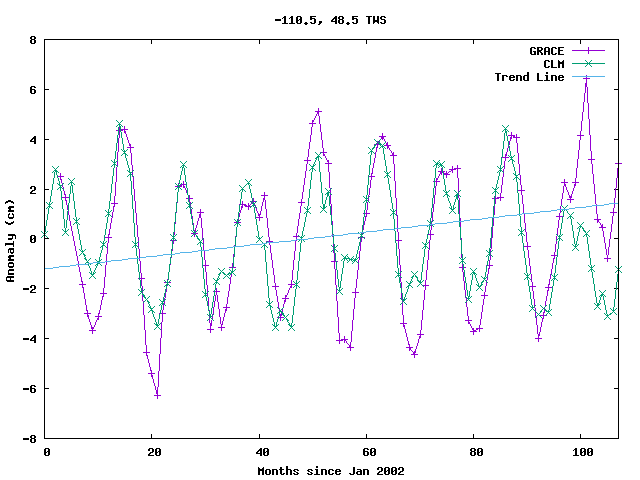 -110.5, 48.5 TWS
GRACE
CLM
Trend Line
8
6
4
2
0
-2
-4
-6
-8
Anomaly (cm)
0 20 40 60 80 100
Months since Jan 2002